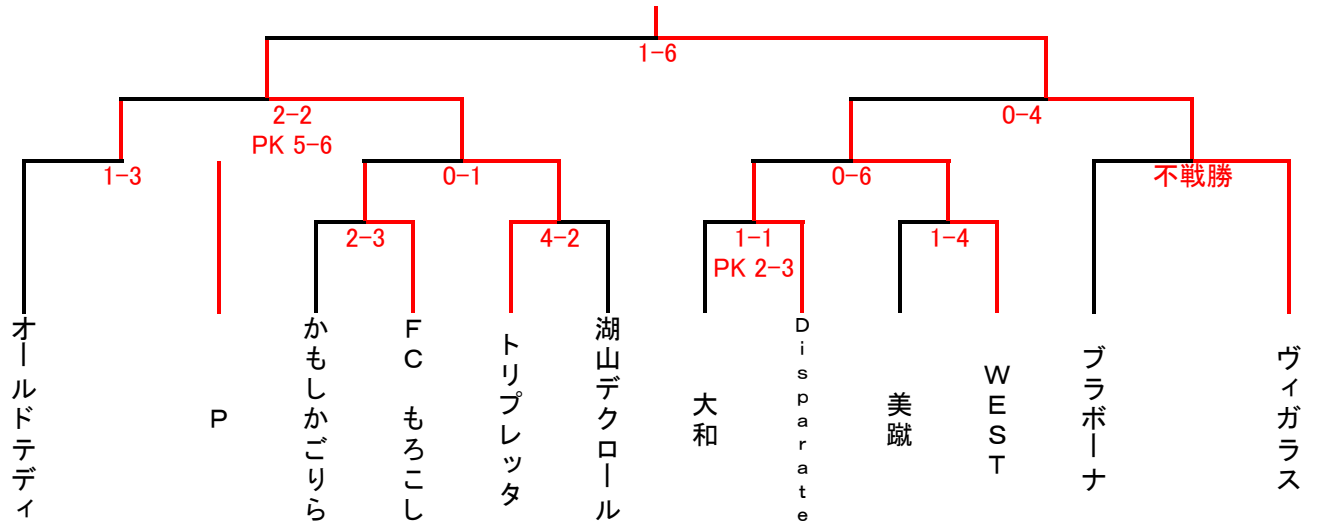 1-6
2-2
PK 5-6
0-4
1-3
0-1
0-6
不戦勝
2-3
4-2
1-1
PK 2-3
1-4
オールドテディ
P
かもしかごりら
FC もろこし
トリプレッタ
湖山デクロール
大和
Disparate
美蹴
WEST
ブラボーナ
ヴィガラス